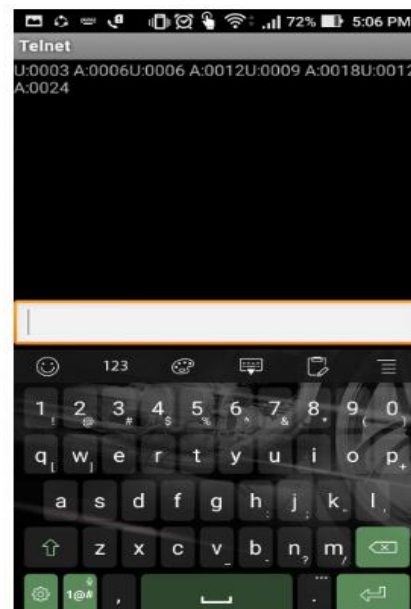 72% 5:06 PM
Telnet
U:0003 A:0006U:0006 A:0012U:0009 A:0018U:0012
A:0024
123
1 ! 2 @ 3 # 4 $ 5 % 6 ^ 7 & 8 * 9 ( 0 )
q [ w ] e r t y u i o p +
a s d f g h : j ; k - l ,
z x c v _ b . n ? m /
1@# , .